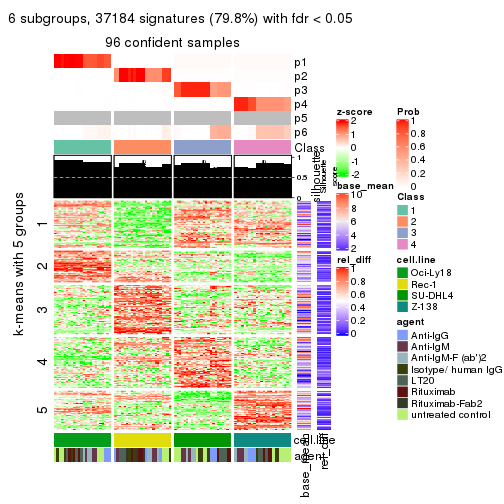 6 subgroups, 37184 signatures (79.8%) with fdr < 0.05
96 confident samples
p1
p2
p3
p4
p5
p6
Class
1
0.5
0
silhouette
Silhouette
score
k-means with 5 groups
1
2
3
4
5
cell.line
agent
base_mean
rel_diff
z-score
2
1
0
-1
-2
base_mean
10
8
6
4
2
rel_diff
1
0.8
0.6
0.4
0.2
0
Prob
1
0.8
0.6
0.4
0.2
0
Class
1
2
3
4
cell.line
Oci-Ly18
Rec-1
SU-DHL4
Z-138
agent
Anti-IgG
Anti-IgM
Anti-IgM-F (ab')2
Isotype/ human IgG
LT20
Rituximab
Rituximab-Fab2
untreated control